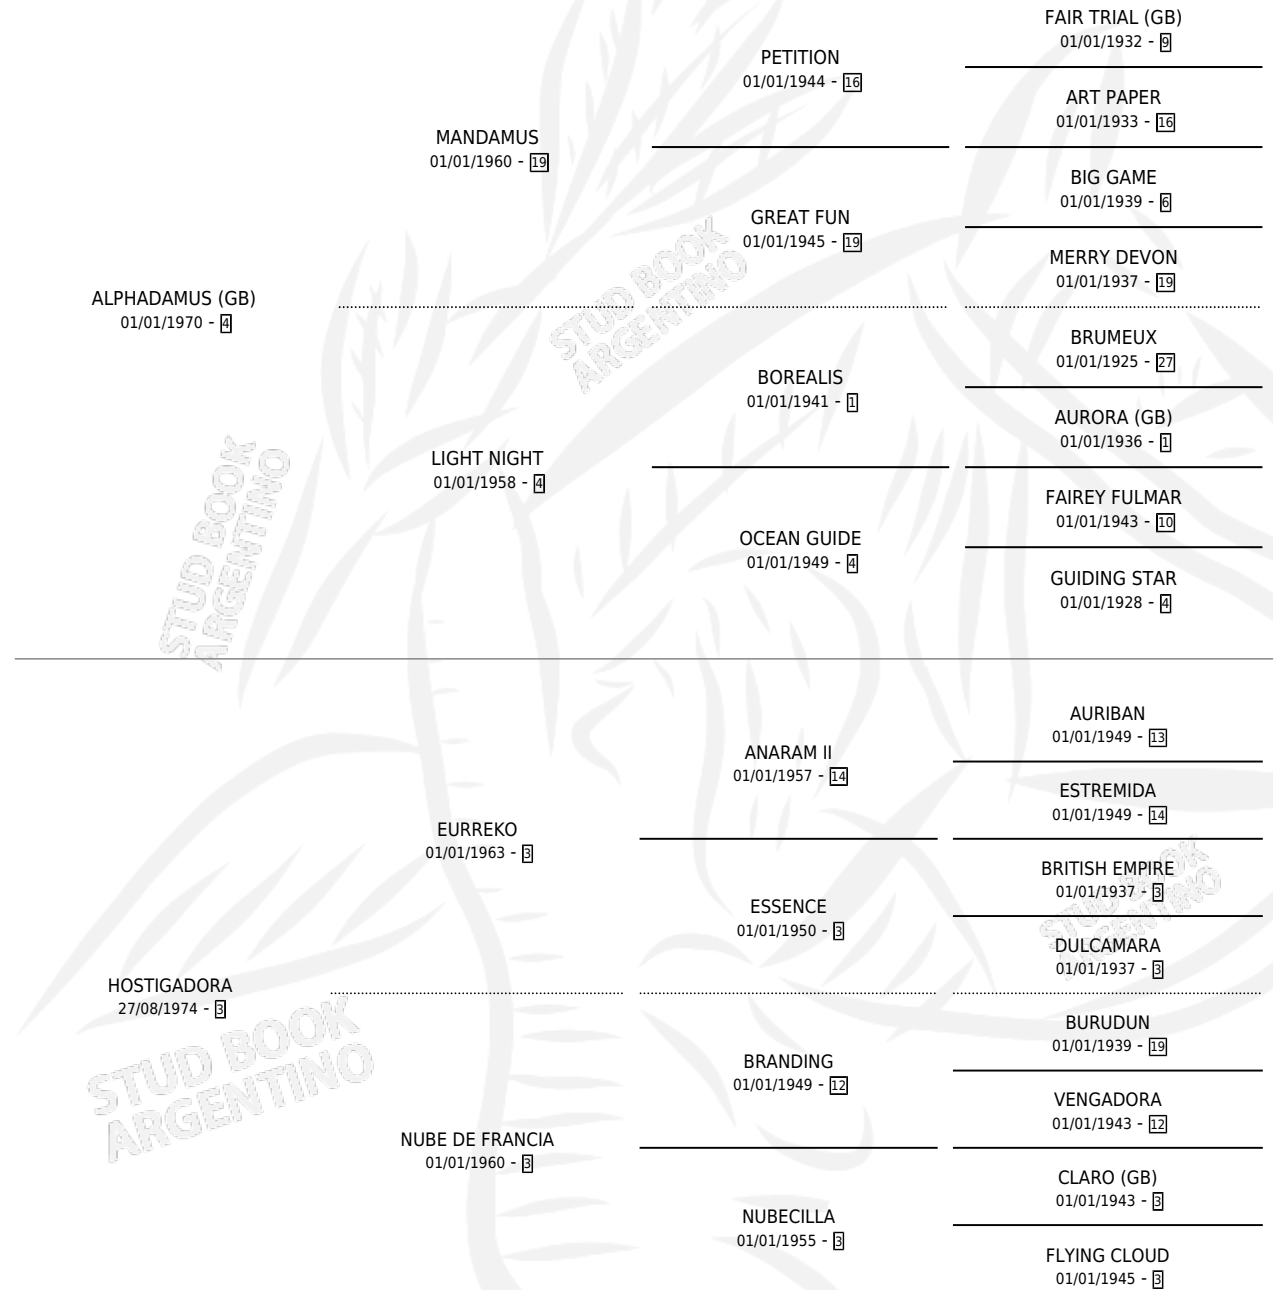 FAIR TRIAL (GB)
01/01/1932 - 9
PETITION
01/01/1944 - 16
ART PAPER
01/01/1933 - 16
MANDAMUS
01/01/1960 - 19
BIG GAME
01/01/1939 - 6
GREAT FUN
01/01/1945 - 19
MERRY DEVON
01/01/1937 - 19
ALPHADAMUS (GB)
01/01/1970 - 4
BRUMEUX
01/01/1925 - 27
BOREALIS
01/01/1941 - 1
AURORA (GB)
01/01/1936 - 1
LIGHT NIGHT
01/01/1958 - 4
FAIREY FULMAR
01/01/1943 - 10
OCEAN GUIDE
01/01/1949 - 4
GUIDING STAR
01/01/1928 - 4
AURIBAN
01/01/1949 - 13
ANARAM II
01/01/1957 - 14
ESTREMIDA
01/01/1949 - 14
EURREKO
01/01/1963 - 3
BRITISH EMPIRE
01/01/1937 - 3
ESSENCE
01/01/1950 - 3
DULCAMARA
01/01/1937 - 3
HOSTIGADORA
27/08/1974 - 3
BURUDUN
01/01/1939 - 19
BRANDING
01/01/1949 - 12
VENGADORA
01/01/1943 - 12
NUBE DE FRANCIA
01/01/1960 - 3
CLARO (GB)
01/01/1943 - 3
NUBECILLA
01/01/1955 - 3
FLYING CLOUD
01/01/1945 - 3
STUD BOOK
ARGENTINO
STUD BOOK
ARGENTINO
STUD BOOK
ARGENTINO
STUD BOOK
ARGENTINO